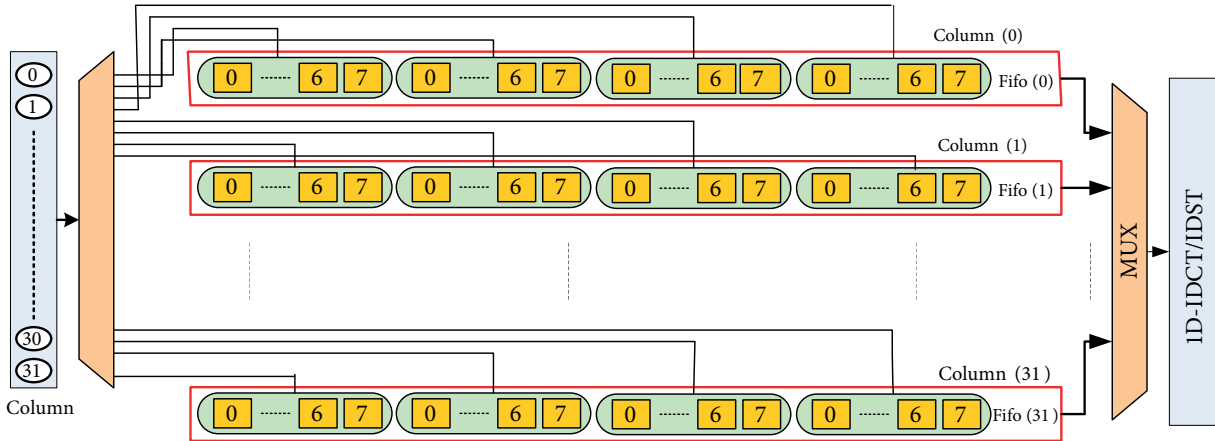 0
1
30
31
Column
Column (0)
0 6 7 0 6 7 0 6 7 0 6 7 Fifo (0)
Column (1)
0 6 7 0 6 7 0 6 7 0 6 7 Fifo (1)
Column (31)
0 6 7 0 6 7 0 6 7 0 6 7 Fifo (31)
MUX
1D-IDCT/IDST